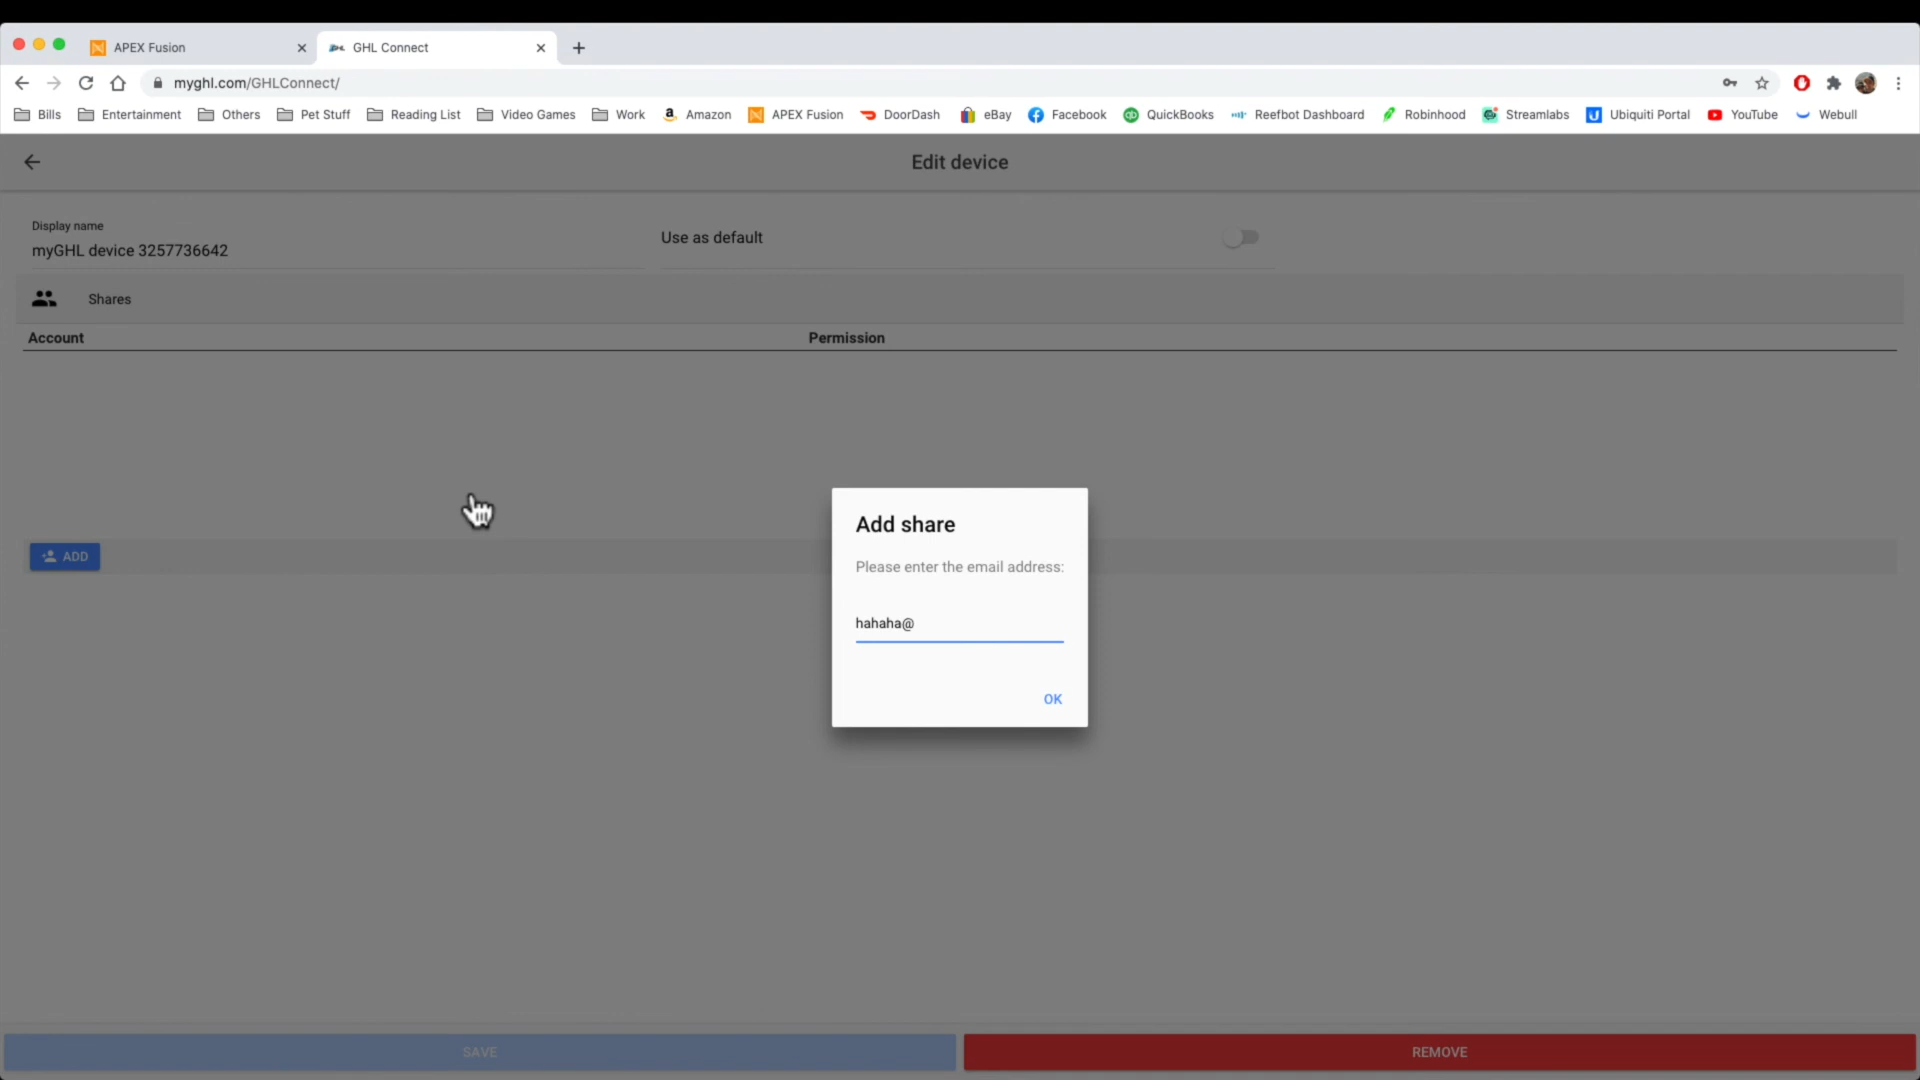 APEX Fusion
GHL Connect
myghl.com/GHLConnect/
Bills Entertainment Others Pet Stuff Reading List Video Games Work Amazon APEX Fusion DoorDash eBay Facebook QuickBooks Reefbot Dashboard Robinhood Streamlabs Ubiquiti Portal YouTube Webull
Edit device
Display name
myGHL device 3257736642
Use as default
Shares
Account Permission
Add share
Please enter the email address:
hahaha@
OK
ADD
SAVE REMOVE